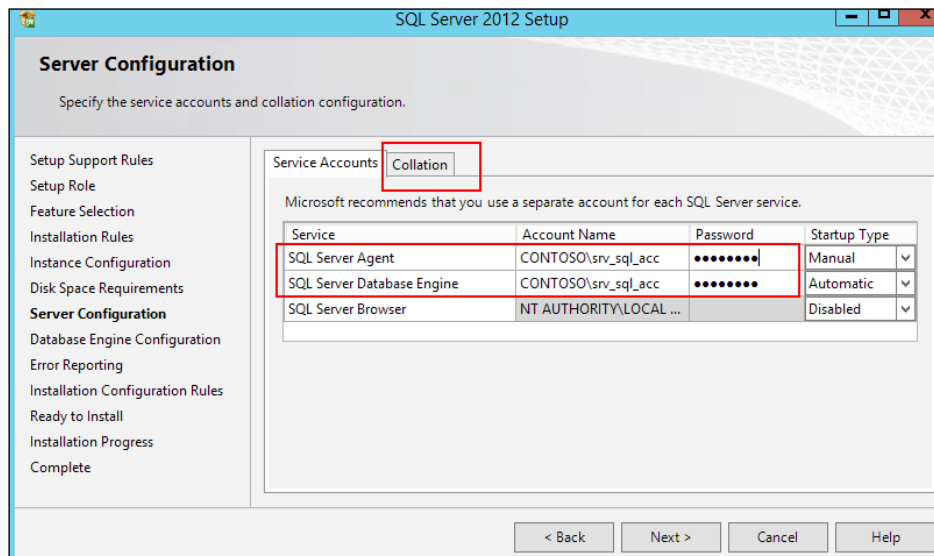 SQL Server 2012 Setup
Server Configuration
Specify the service accounts and collation configuration.
Setup Support Rules
Setup Role
Feature Selection
Installation Rules
Instance Configuration
Disk Space Requirements
Server Configuration
Database Engine Configuration
Error Reporting
Installation Configuration Rules
Ready to Install
Installation Progress
Complete
Service Accounts Collation
Microsoft recommends that you use a separate account for each SQL Server service.
Service Account Name Password Startup Type
SQL Server Agent CONTOSO\srv_sql_acc ●●●●●●●● Manual
SQL Server Database Engine CONTOSO\srv_sql_acc ●●●●●●●● Automatic
SQL Server Browser NT AUTHORITY\LOCAL ... Disabled
< Back Next > Cancel Help